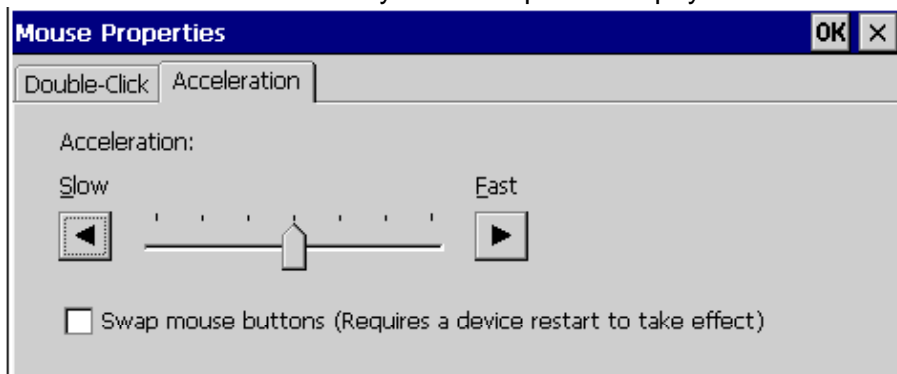 Mouse Properties OK ×
Double-Click Acceleration
Acceleration:
Slow Fast
Swap mouse buttons (Requires a device restart to take effect)